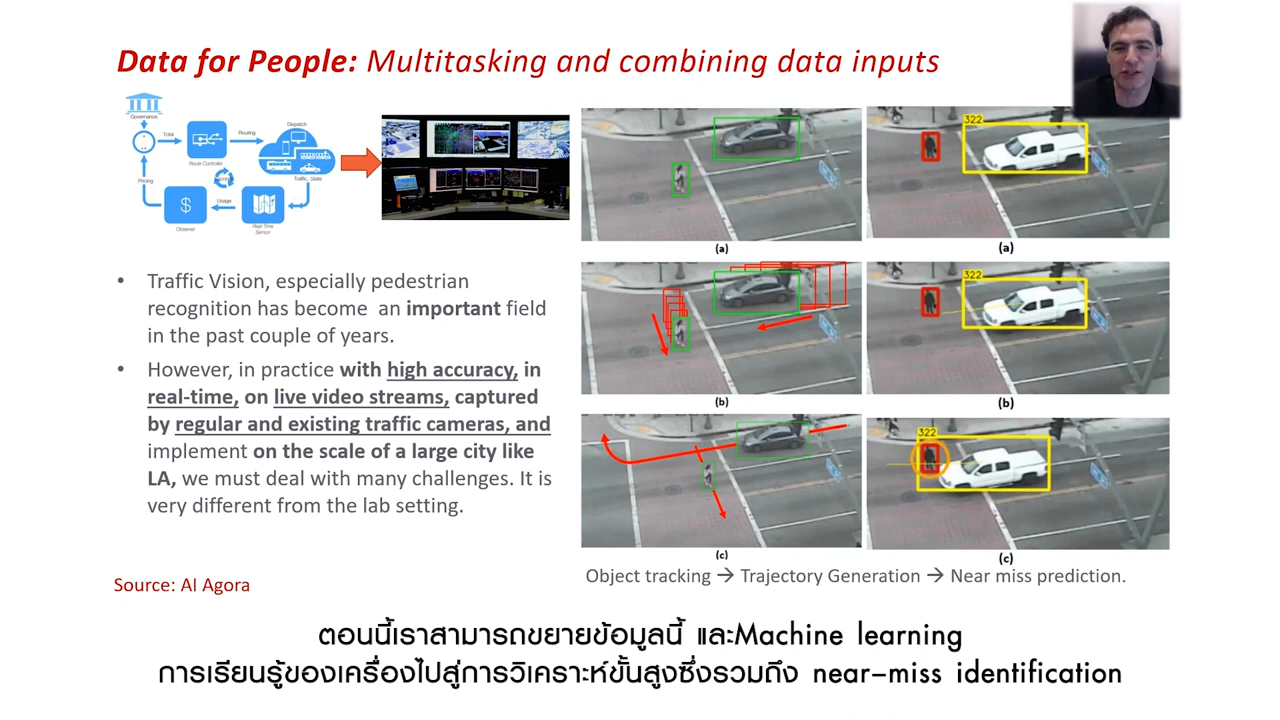 Data for People: Multitasking and combining data inputs
Governance
Total
Routing
Dispatch
Route Controller
Pricing
Traffic, State
Usage
Observer
Real-Time
Sensor
• Traffic Vision, especially pedestrian
recognition has become an important field
in the past couple of years.
• However, in practice with high accuracy, in
real-time, on live video streams, captured
by regular and existing traffic cameras, and
implement on the scale of a large city like
LA, we must deal with many challenges. It is
very different from the lab setting.
Source: AI Agora
322
(a)
(a)
322
(b)
(b)
322
(c)
(c)
Object tracking → Trajectory Generation → Near miss prediction.
ตอนนี้เราสามารถขยายข้อมูลนี้ และMachine learning
การเรียนรู้ของเครื่องไปสู่การวิเคราะห์ขั้นสูงซึ่งรวมถึง near-miss identification